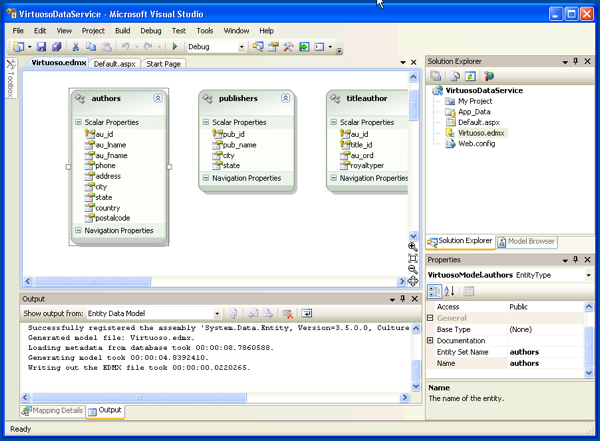 VirtuosoDataService - Microsoft Visual Studio
File Edit View Project Build Debug Test Tools Window Help
Debug
Toolbox
Virtuoso.edmx Default.aspx Start Page
authors
Scalar Properties
au_id
au_lname
au_fname
phone
address
city
state
country
postalcode
Navigation Properties
publishers
Scalar Properties
pub_id
pub_name
city
state
Navigation Properties
titleauthor
Scalar Properties
au_id
title_id
au_ord
royaltyper
Navigation Properties
Solution Explorer
VirtuosoDataService
My Project
App_Data
Default.aspx
Virtuoso.edmx
Web.config
Solution Explorer Model Browser
Properties
VirtuosoModel.authors EntityType
Access Public
General
Base Type (None)
Documentation
Entity Set Name authors
Name authors
Name
The name of the entity.
Output
Show output from: Entity Data Model
Successfully registered the assembly 'System.Data.Entity, Version=3.5.0.0, Culture
Generated model file: Virtuoso.edmx.
Loading metadata from database took 00:00:08.7860588.
Generating model took 00:00:04.8392410.
Writing out the EDMX file took 00:00:00.0220265.
Mapping Details Output
Ready